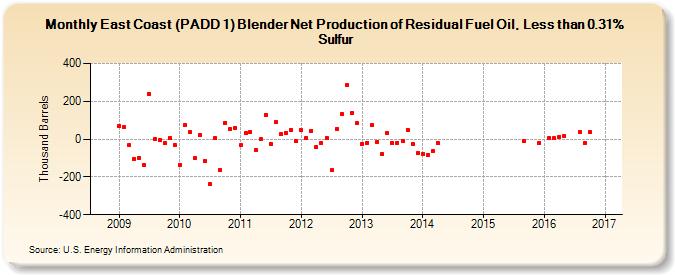 Monthly East Coast (PADD 1) Blender Net Production of Residual Fuel Oil, Less than 0.31%
Sulfur
Thousand Barrels
400
200
0
-200
-400
2009 2010 2011 2012 2013 2014 2015 2016 2017
Source: U.S. Energy Information Administration